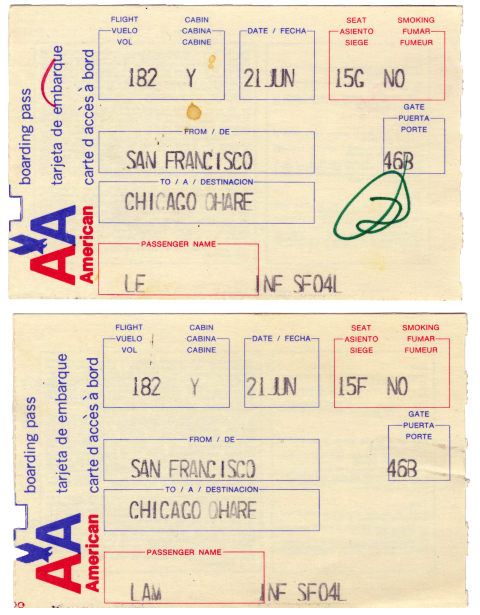 FLIGHT CABIN SEAT SMOKING
VUELO CABINA DATE / FECHA ASIENTO FUMAR
VOL CABINE SIEGE FUMEUR
182 Y 21JUN 15G NO
GATE
PUERTA
PORTE
FROM / DE
SAN FRANCISCO 46B
TO / A / DESTINACION
CHICAGO OHARE
PASSENGER NAME
LE INF SF04L
boarding pass
tarjeta de embarque
carte d'accès à bord
AA
American
FLIGHT CABIN SEAT SMOKING
VUELO CABINA DATE / FECHA ASIENTO FUMAR
VOL CABINE SIEGE FUMEUR
182 Y 21JUN 15F NO
GATE
PUERTA
PORTE
FROM / DE
SAN FRANCISCO 46B
TO / A / DESTINACION
CHICAGO OHARE
PASSENGER NAME
LAM INF SF04L
boarding pass
tarjeta de embarque
carte d'accès à bord
AA
American